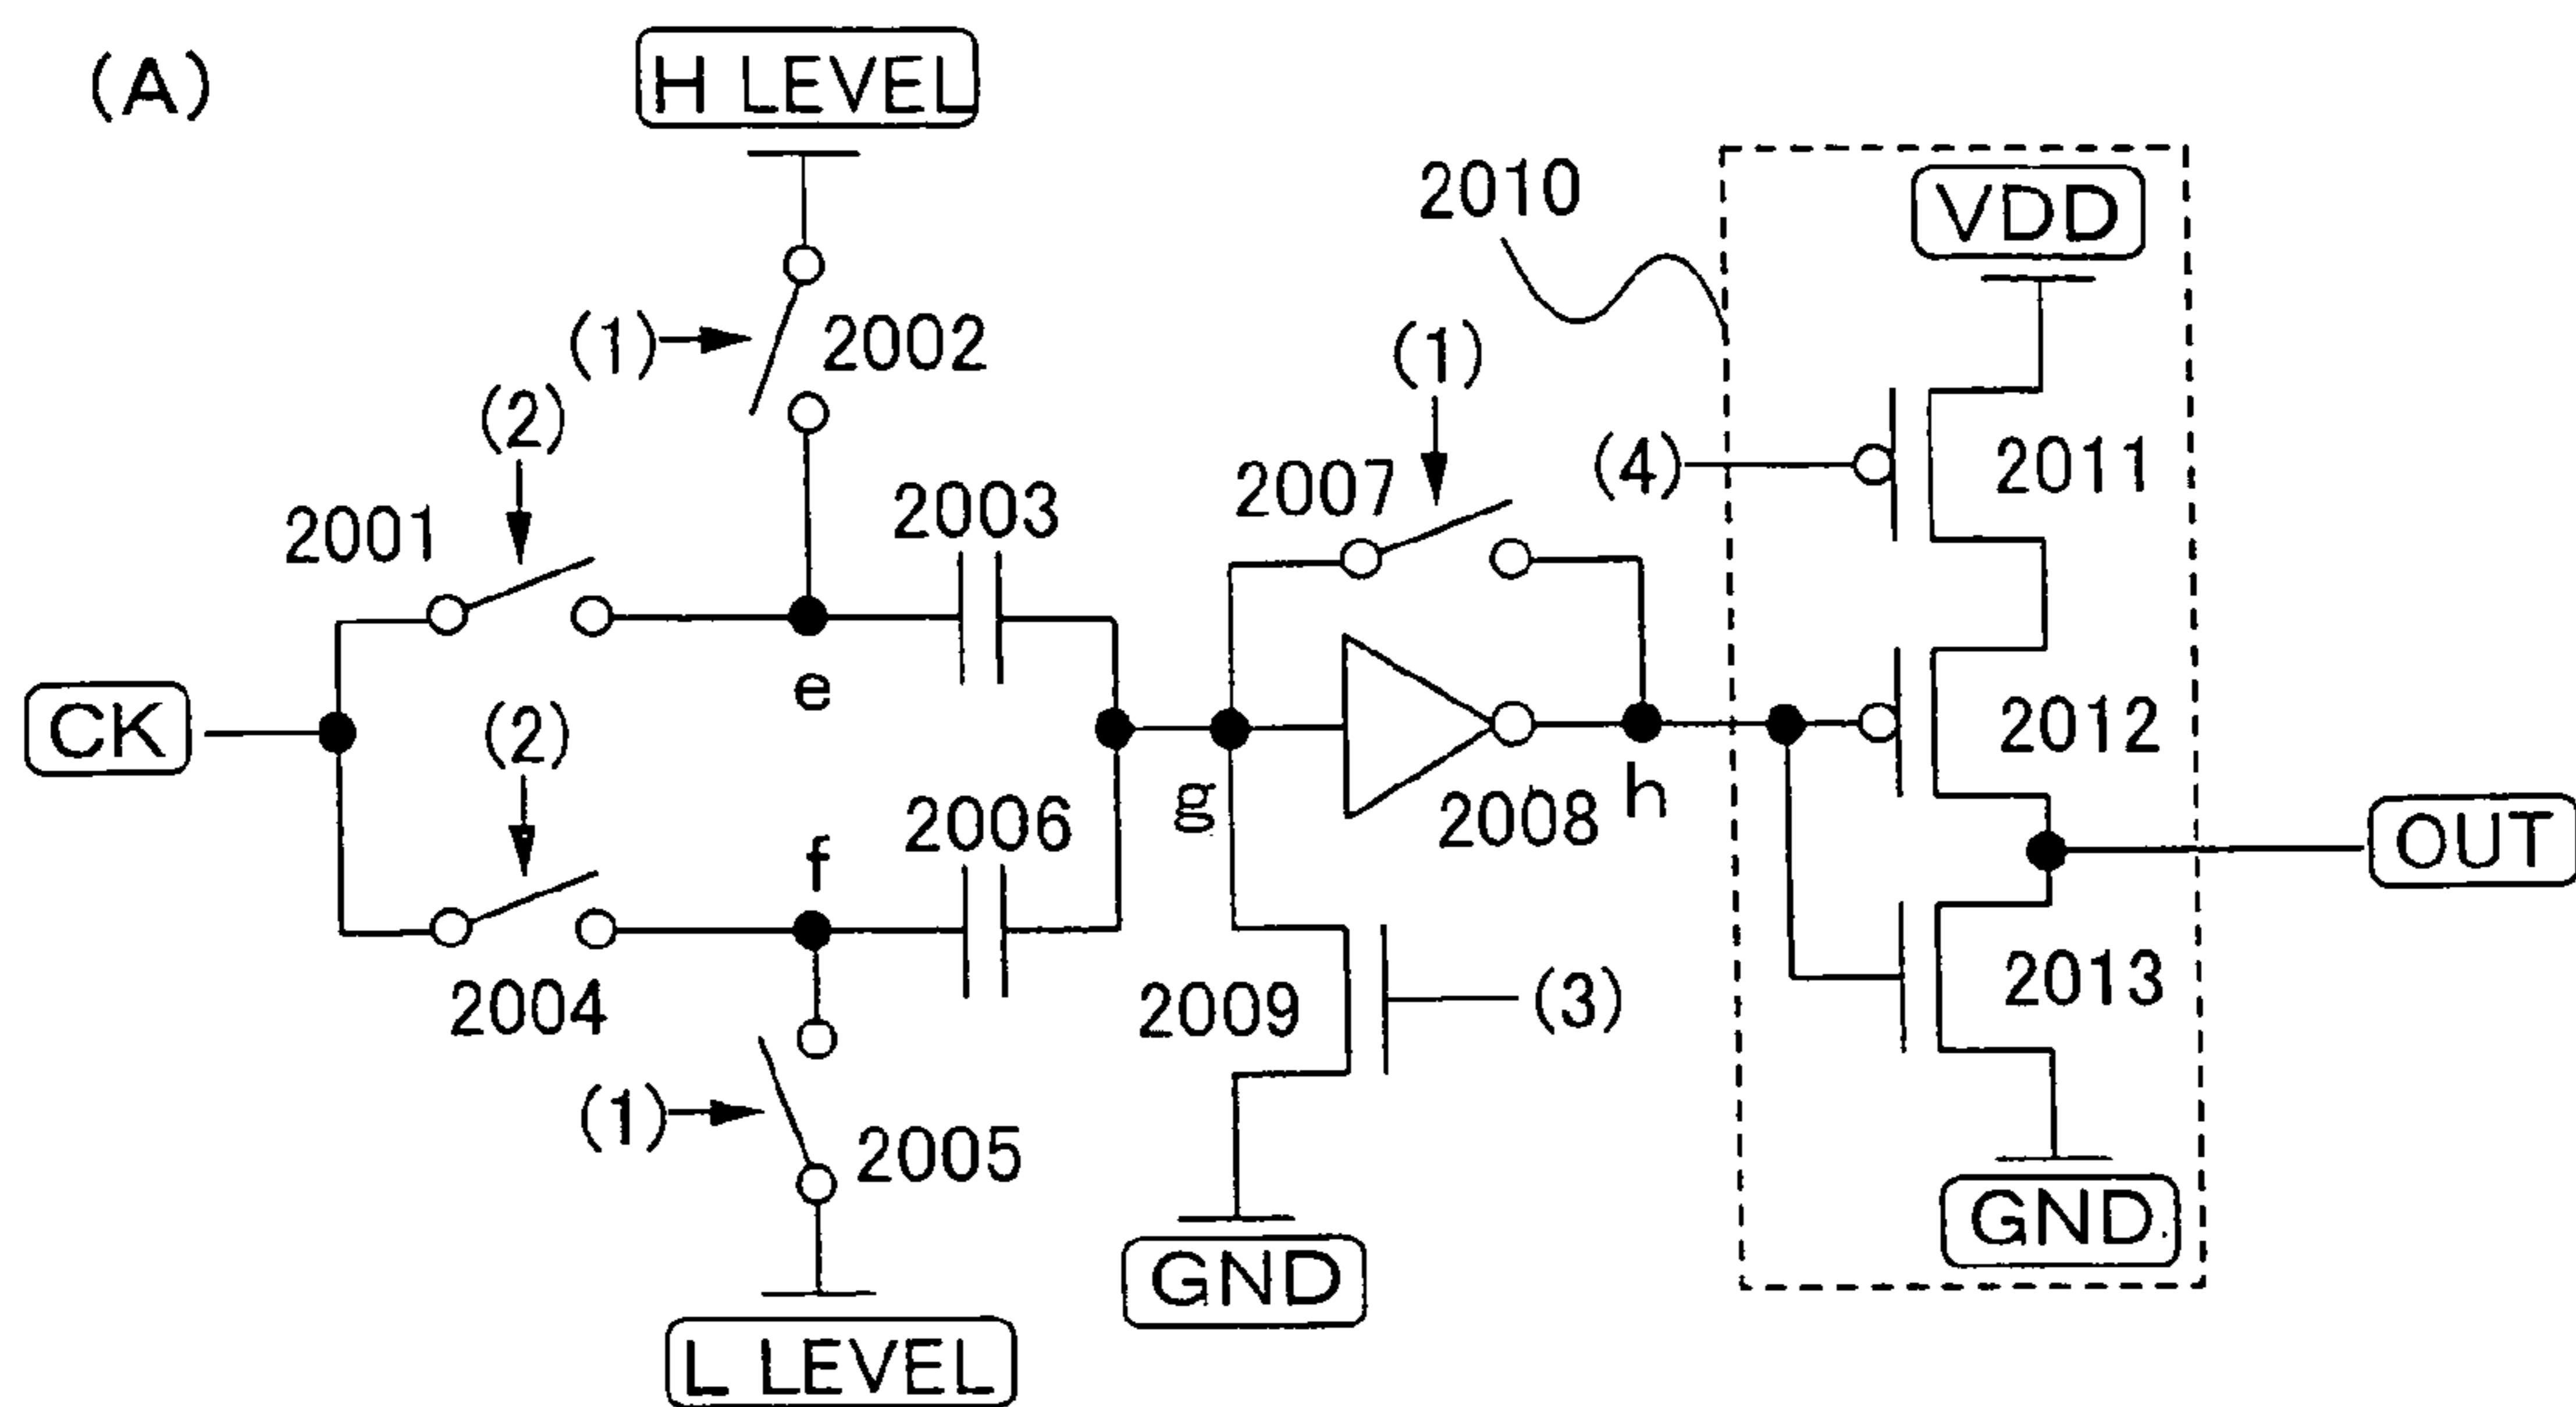 (A)
H LEVEL
2010
VDD
(1)
2002
(1)
(2)
2007
(4)
2011
2001
2003
e
CK
(2)
g
2008
h
2012
2006
f
OUT
2004
2009
(3)
2013
(1)
2005
GND
GND
L LEVEL